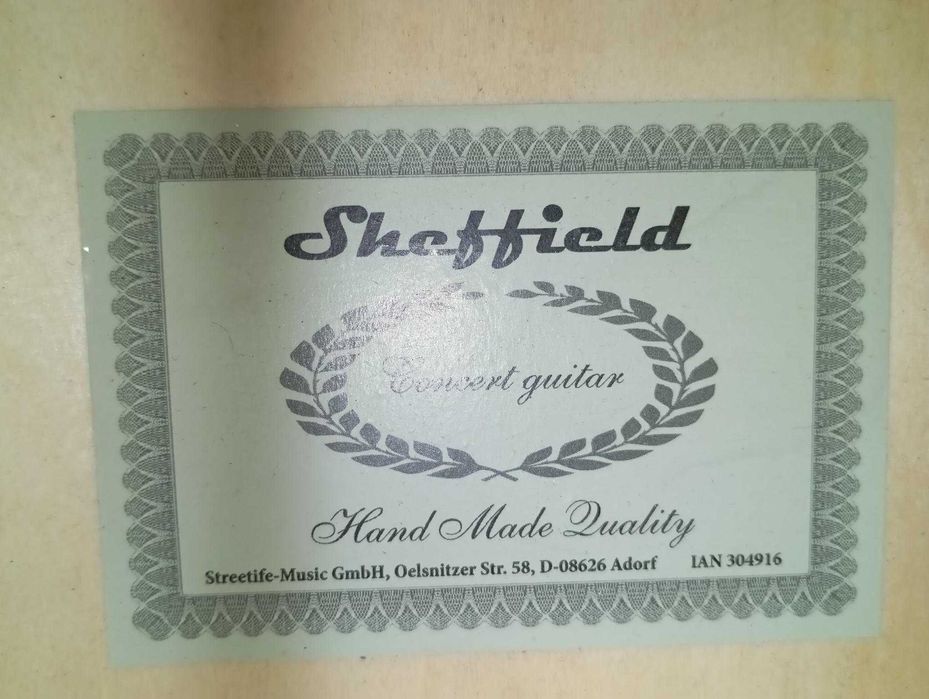 Sheffield
Concert guitar
Hand Made Quality
Streetife-Music GmbH, Oelsnitzer Str. 58, D-08626 Adorf IAN 304916